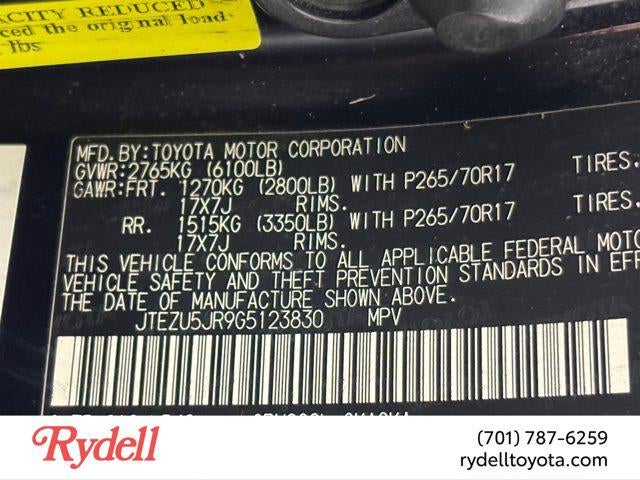 ACITY REDUCED
ced the original load
lbs
MFD.BY:TOYOTA MOTOR CORPORATION
GVWR:2765KG (6100LB)
GAWR:FRT. 1270KG (2800LB) WITH P265/70R17 TIRES.
17X7J RIMS.
RR. 1515KG (3350LB) WITH P265/70R17 TIRES.
17X7J RIMS.
THIS VEHICLE CONFORMS TO ALL APPLICABLE FEDERAL MOTO
VEHICLE SAFETY AND THEFT PREVENTION STANDARDS IN EFF
THE DATE OF MANUFACTURE SHOWN ABOVE.
JTEZU5JR9G5123830 MPV
Rydell
(701) 787-6259
rydelltoyota.com